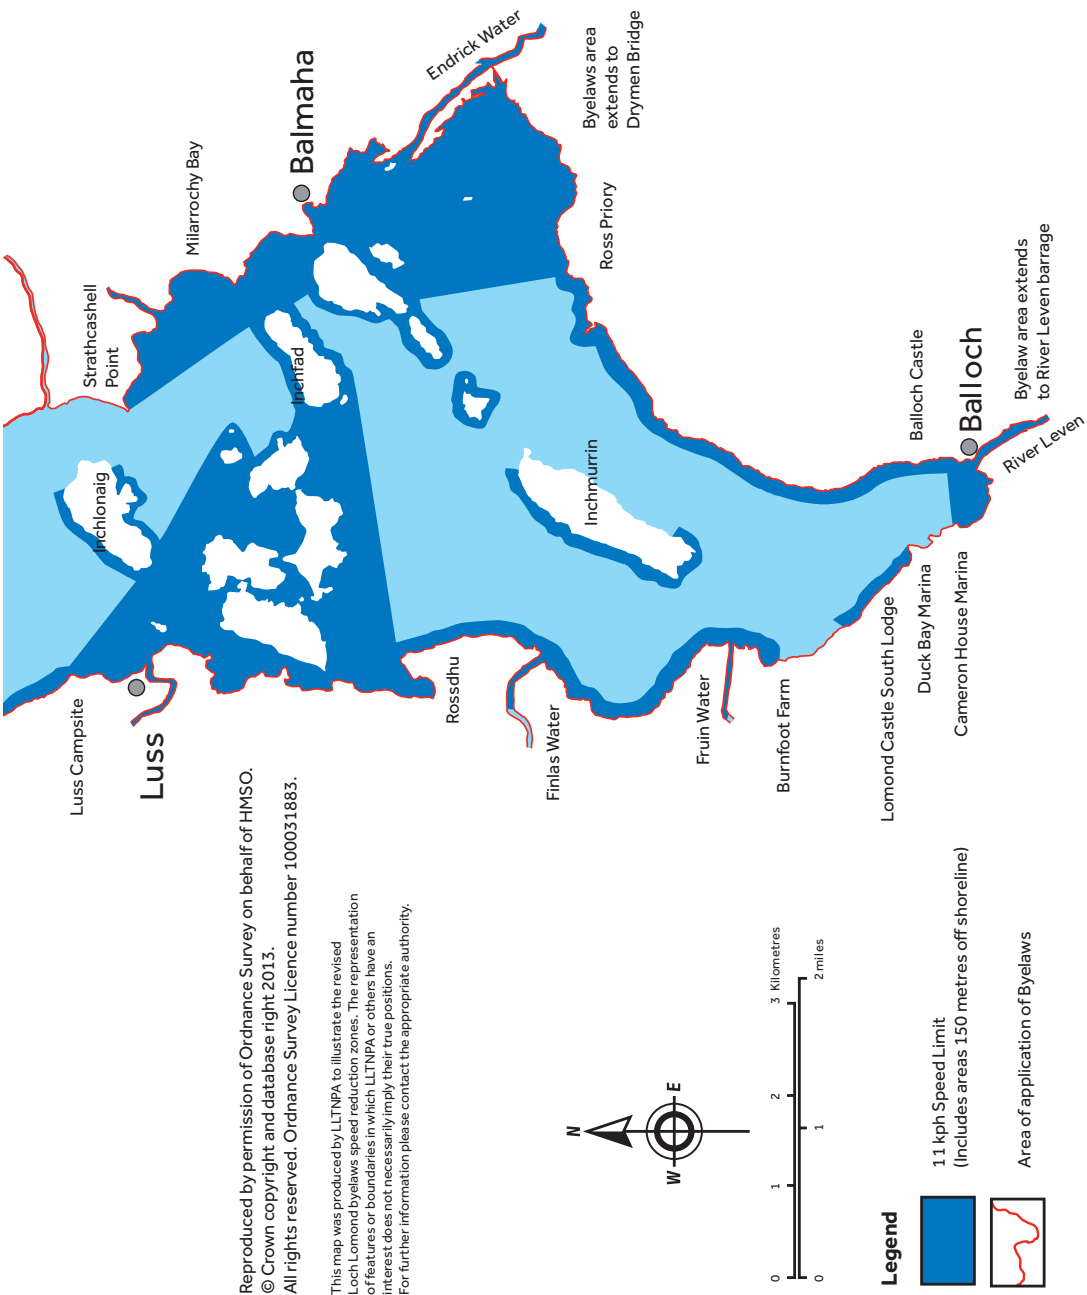 Endrick Water
Byelaws area
extends to
Drymen Bridge
Balmaha
Milarrochy Bay
Ross Priory
Strathcashell
Point
Inchfad
Inchlonaig
Inchmurrin
Balloch Castle
Balloch
Byelaw area extends
to River Leven barrage
River Leven
Luss Campsite
Luss
Rossdhu
Finlas Water
Fruin Water
Burnfoot Farm
Lomond Castle South Lodge
Duck Bay Marina
Cameron House Marina
Reproduced by permission of Ordnance Survey on behalf of HMSO.
© Crown copyright and database right 2013.
All rights reserved. Ordnance Survey Licence number 100031883.
This map was produced by LLTNPA to illustrate the revised
Loch Lomond byelaws speed reduction zones. The representation
of features or boundaries in which LLTNPA or others have an
interest does not necessarily imply their true positions.
For further information please contact the appropriate authority.
N
W E
0 1 2 3 Kilometres
0 1 2 miles
Legend
11 kph Speed Limit
(Includes areas 150 metres off shoreline)
Area of application of Byelaws